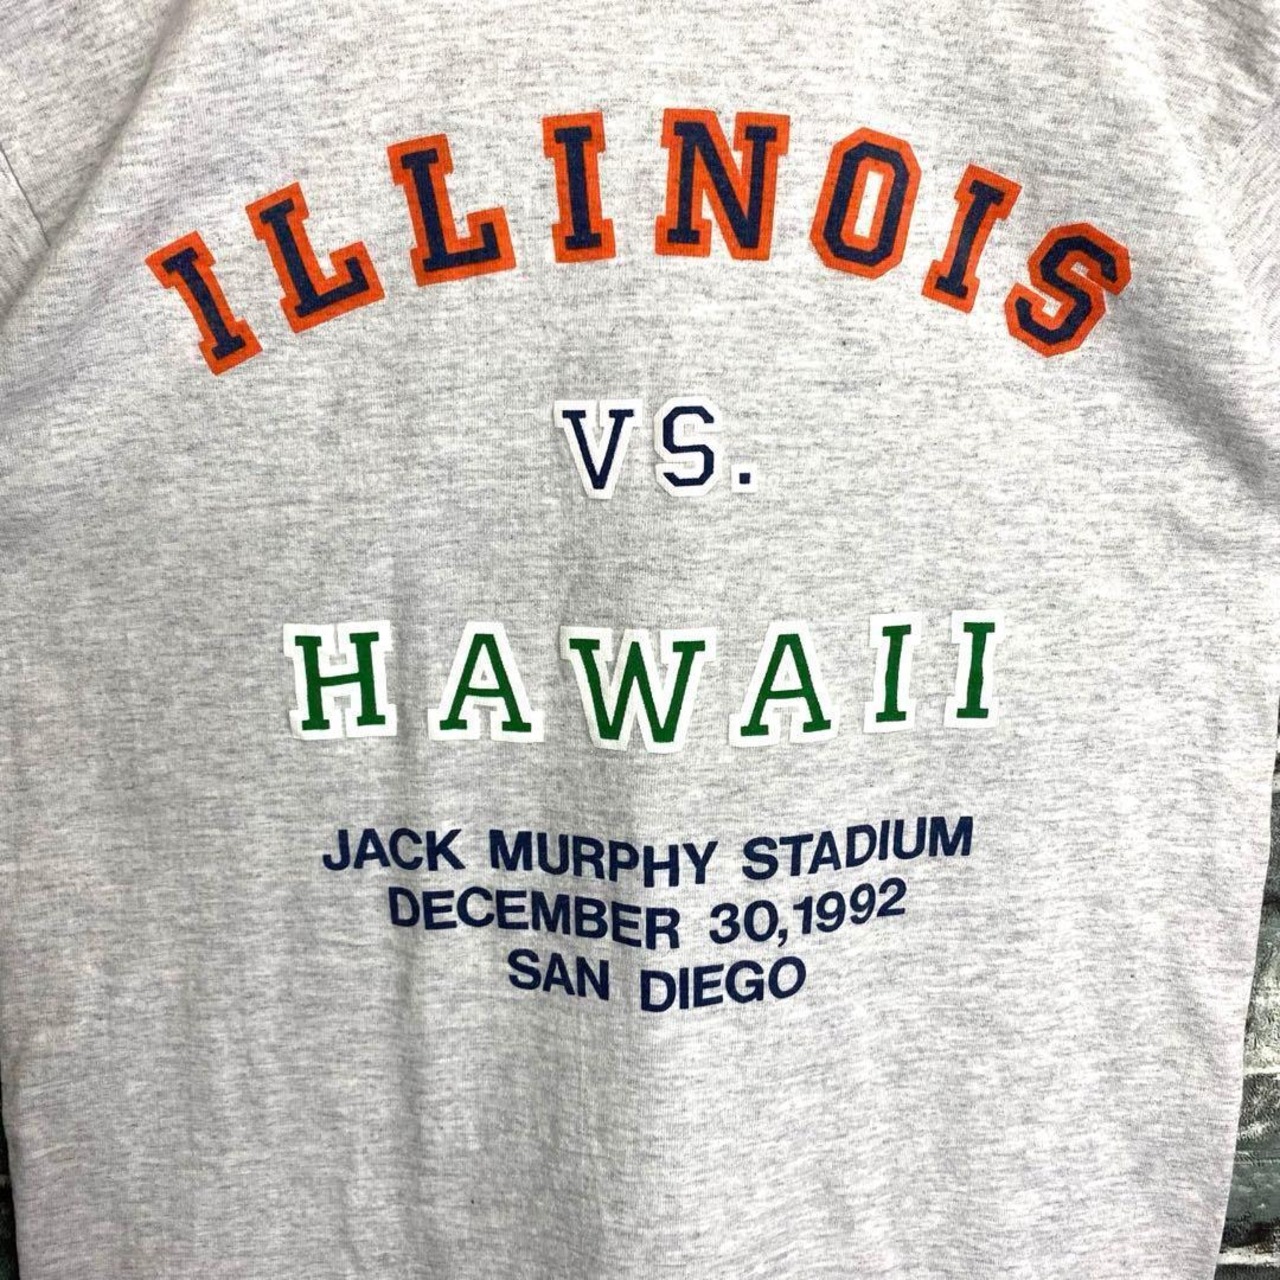 ILLINOIS
VS.
HAWAII
JACK MURPHY STADIUM
DECEMBER 30,1992
SAN DIEGO